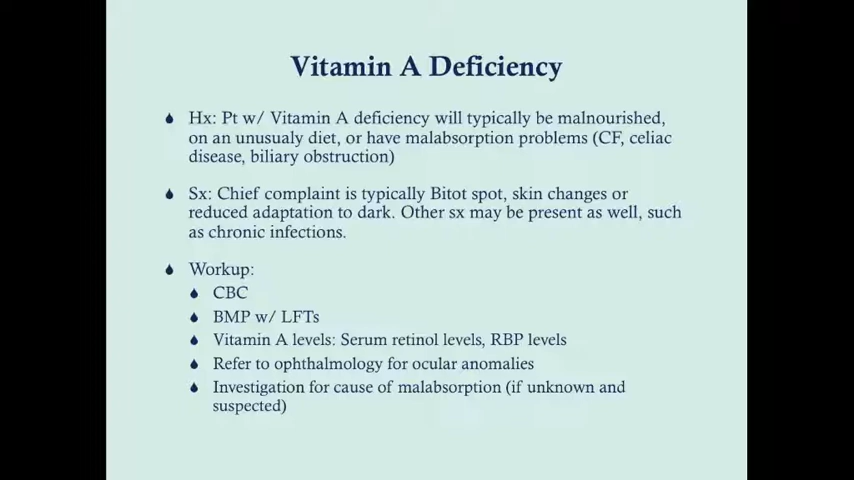 Vitamin A Deficiency
Hx: Pt w/ Vitamin A deficiency will typically be malnourished,
on an unusualy diet, or have malabsorption problems (CF, celiac
disease, biliary obstruction)
Sx: Chief complaint is typically Bitot spot, skin changes or
reduced adaptation to dark. Other sx may be present as well, such
as chronic infections.
Workup:
CBC
BMP w/ LFTs
Vitamin A levels: Serum retinol levels, RBP levels
Refer to ophthalmology for ocular anomalies
Investigation for cause of malabsorption (if unknown and
suspected)